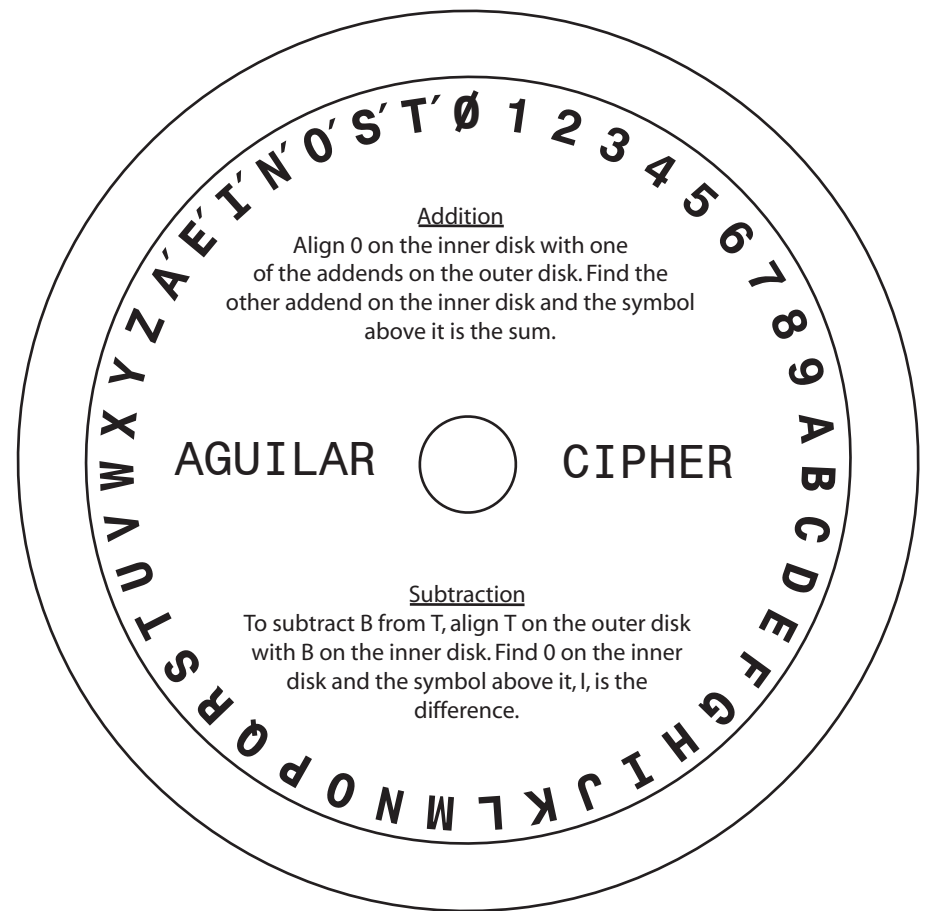 Ø 1 2 3 4 5 6 7 8 9 A B C D E F G H I J K L M N O P Q R S T U V W X Y Z A′ E′ I′ N′ O′ S′ T′
Addition
Align 0 on the inner disk with one
of the addends on the outer disk. Find the
other addend on the inner disk and the symbol
above it is the sum.
AGUILAR CIPHER
Subtraction
To subtract B from T, align T on the outer disk
with B on the inner disk. Find 0 on the inner
disk and the symbol above it, I, is the
difference.